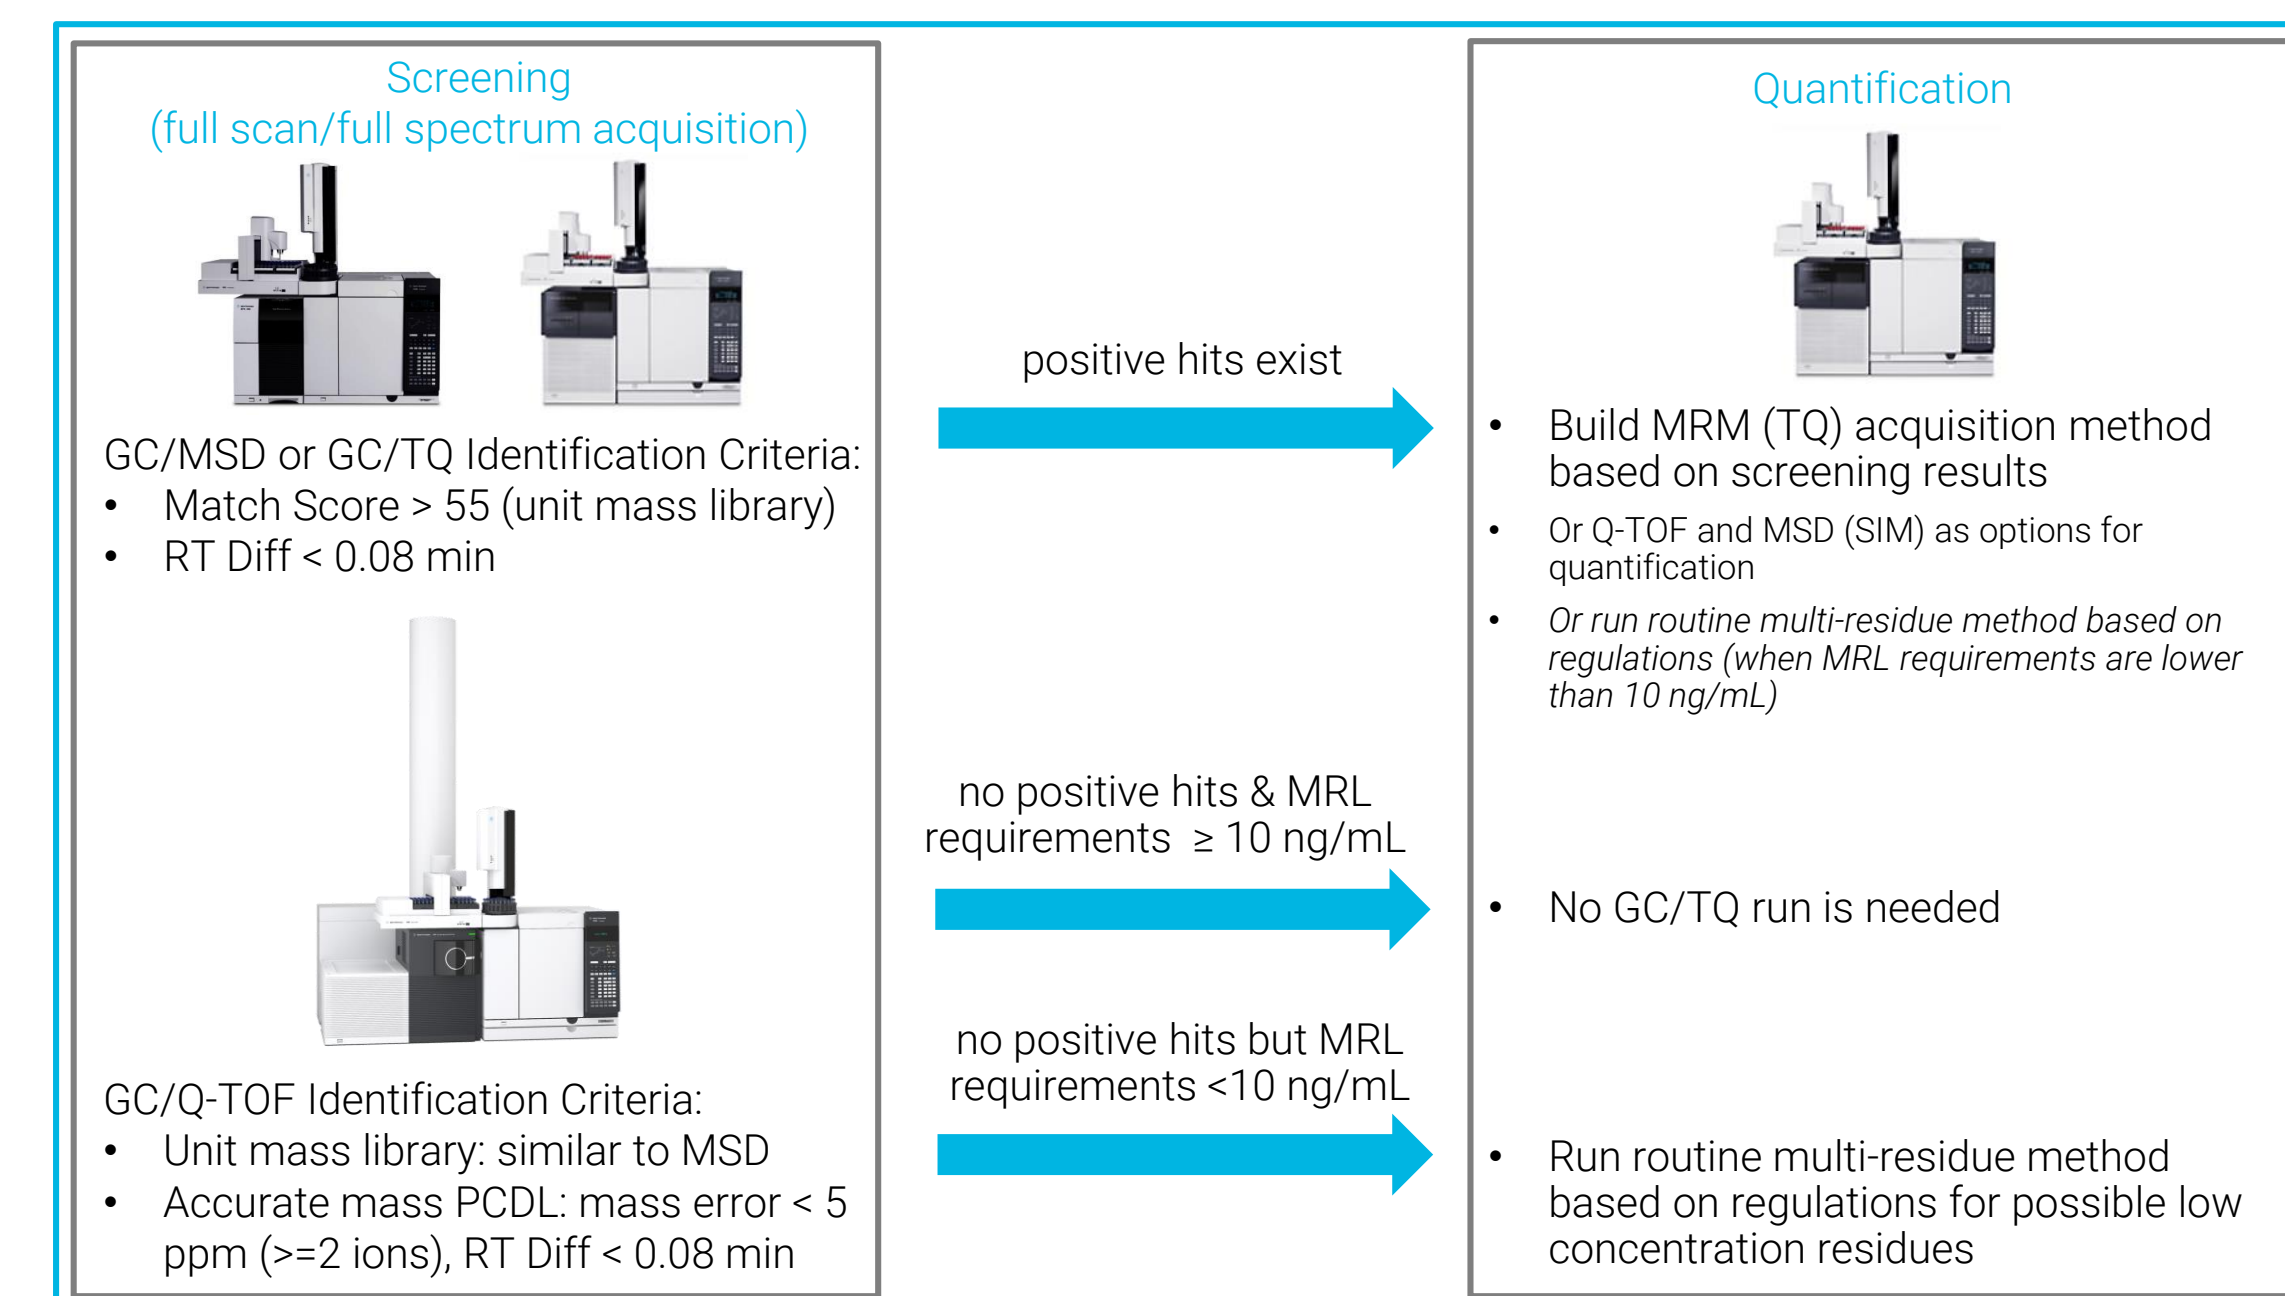 Screening
(full scan/full spectrum acquisition)
GC/MSD or GC/TQ Identification Criteria:
• Match Score > 55 (unit mass library)
• RT Diff < 0.08 min
GC/Q-TOF Identification Criteria:
• Unit mass library: similar to MSD
• Accurate mass PCDL: mass error < 5
ppm (>=2 ions), RT Diff < 0.08 min
positive hits exist
no positive hits & MRL
requirements ≥ 10 ng/mL
no positive hits but MRL
requirements <10 ng/mL
Quantification
• Build MRM (TQ) acquisition method
based on screening results
• Or Q-TOF and MSD (SIM) as options for
quantification
• Or run routine multi-residue method based on
regulations (when MRL requirements are lower
than 10 ng/mL)
• No GC/TQ run is needed
• Run routine multi-residue method
based on regulations for possible low
concentration residues